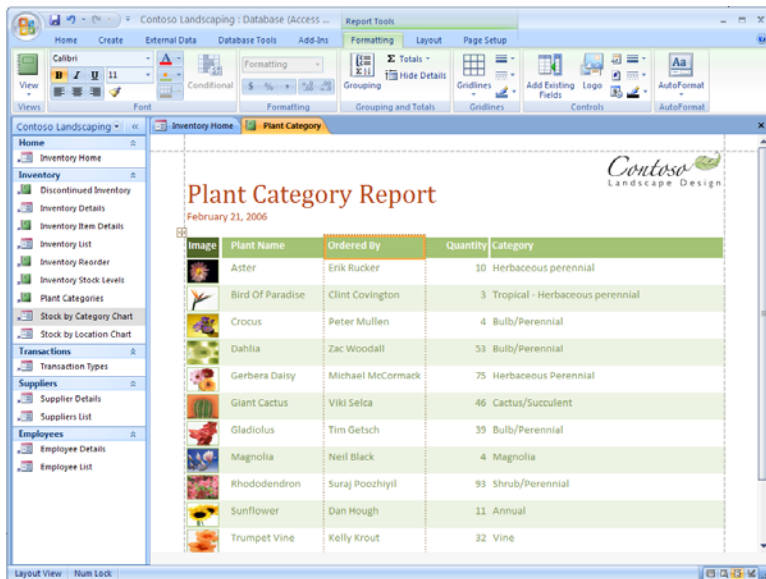 Contoso Landscaping : Database (Access ...
Report Tools
Home Create External Data Database Tools Add-Ins Formatting Layout Page Setup
View
Views
Calibri
B I U 11
Font
Conditional
Formatting
$ % ,
Formatting
Grouping
Σ Totals
Hide Details
Grouping and Totals
Gridlines
Gridlines
Add Existing Fields
Logo
Controls
Aa
AutoFormat
AutoFormat
Contoso Landscaping «
Home
Inventory Home
Inventory
Discontinued Inventory
Inventory Details
Inventory Item Details
Inventory List
Inventory Reorder
Inventory Stock Levels
Plant Categories
Stock by Category Chart
Stock by Location Chart
Transactions
Transaction Types
Suppliers
Supplier Details
Suppliers List
Employees
Employee Details
Employee List
Inventory Home Plant Category
Contoso
Landscape Design
Plant Category Report
February 21, 2006
Image Plant Name Ordered By Quantity Category
Aster Erik Rucker 10 Herbaceous perennial
Bird Of Paradise Clint Covington 3 Tropical - Herbaceous perennial
Crocus Peter Mullen 4 Bulb/Perennial
Dahlia Zac Woodall 53 Bulb/Perennial
Gerbera Daisy Michael McCormack 75 Herbaceous Perennial
Giant Cactus Viki Selca 46 Cactus/Succulent
Gladiolus Tim Getsch 39 Bulb/Perennial
Magnolia Neil Black 4 Magnolia
Rhododendron Suraj Poozhiyil 93 Shrub/Perennial
Sunflower Dan Hough 11 Annual
Trumpet Vine Kelly Krout 32 Vine
Layout View Num Lock